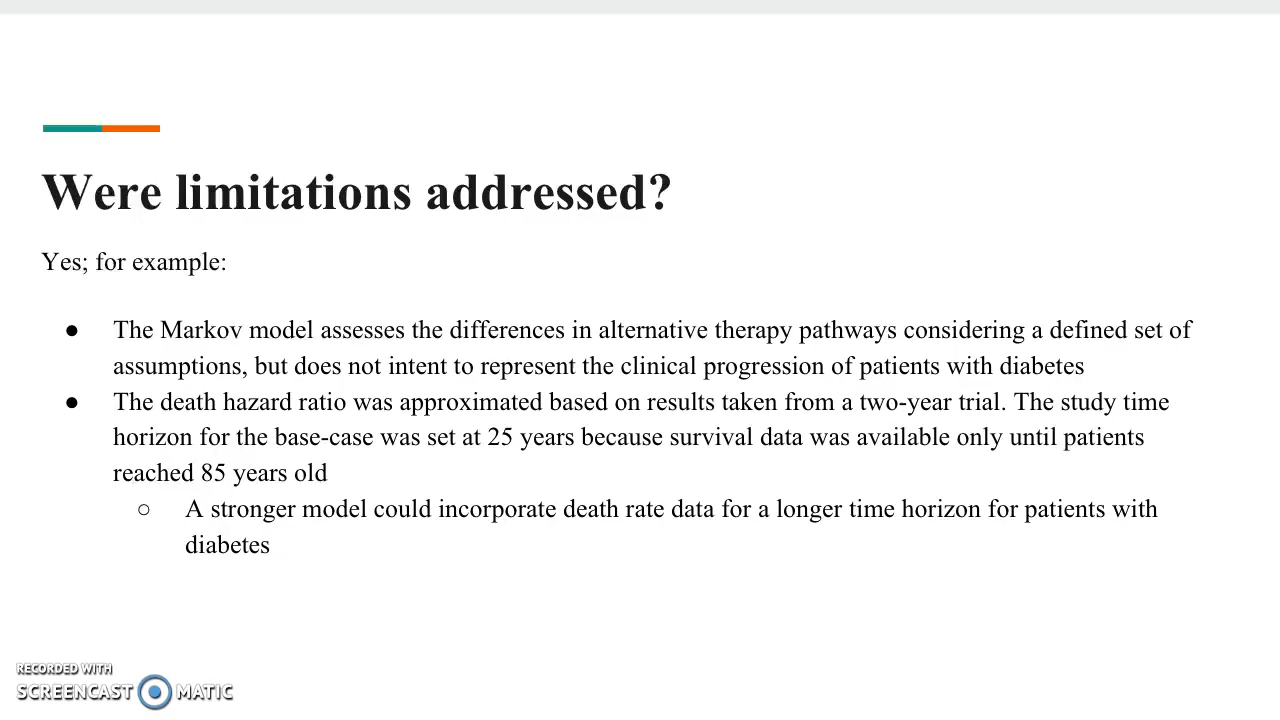 Were limitations addressed?
Yes; for example:
● The Markov model assesses the differences in alternative therapy pathways considering a defined set of
assumptions, but does not intent to represent the clinical progression of patients with diabetes
● The death hazard ratio was approximated based on results taken from a two-year trial. The study time
horizon for the base-case was set at 25 years because survival data was available only until patients
reached 85 years old
○ A stronger model could incorporate death rate data for a longer time horizon for patients with
diabetes
RECORDED WITH
SCREENCAST MATIC